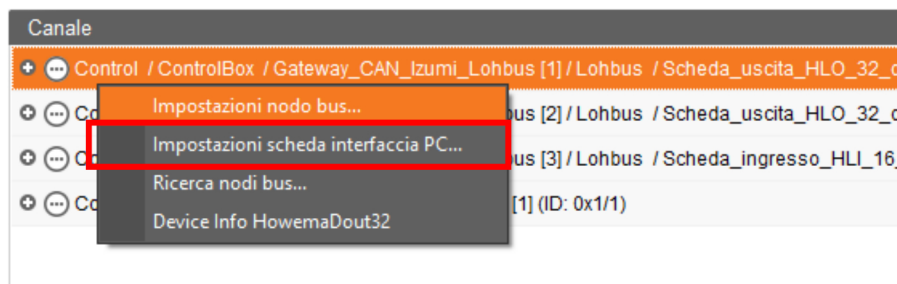 Canale
Control / ControlBox / Gateway_CAN_Izumi_Lohbus [1] / Lohbus / Scheda_uscita_HLO_32_
Impostazioni nodo bus...
bus [2] / Lohbus / Scheda_uscita_HLO_32_
Impostazioni scheda interfaccia PC...
bus [3] / Lohbus / Scheda_ingresso_HLI_16_
Ricerca nodi bus...
[1] (ID: 0x1/1)
Device Info HowemaDout32